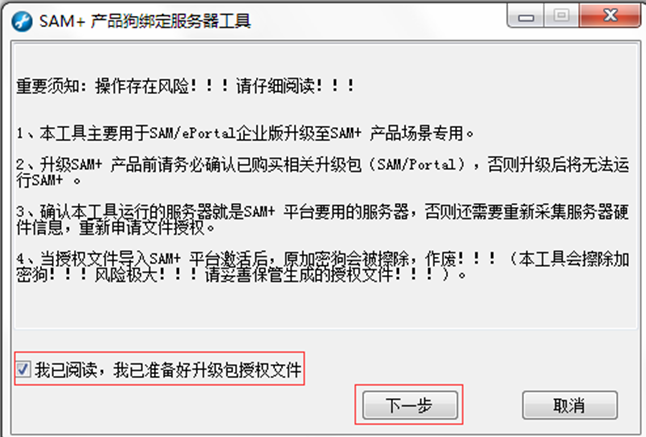 SAM+ 产品狗绑定服务器工具
重要须知: 操作存在风险！！！请仔细阅读！！！
1、本工具主要用于SAM/ePortal企业版升级至SAM+ 产品场景专用。
2、升级SAM+ 产品前请务必确认已购买相关升级包（SAM/Portal），否则升级后将无法运
行SAM+ 。
3、确认本工具运行的服务器就是SAM+ 平台要用的服务器，否则还需要重新采集服务器硬
件信息，重新申请文件授权。
4、当授权文件导入SAM+ 平台激活后，原加密狗会被擦除，作废！！！（本工具会擦除加
密狗！！！风险极大！！！请妥善保管生成的授权文件！！！）。
我已阅读，我已准备好升级包授权文件
下一步
取消